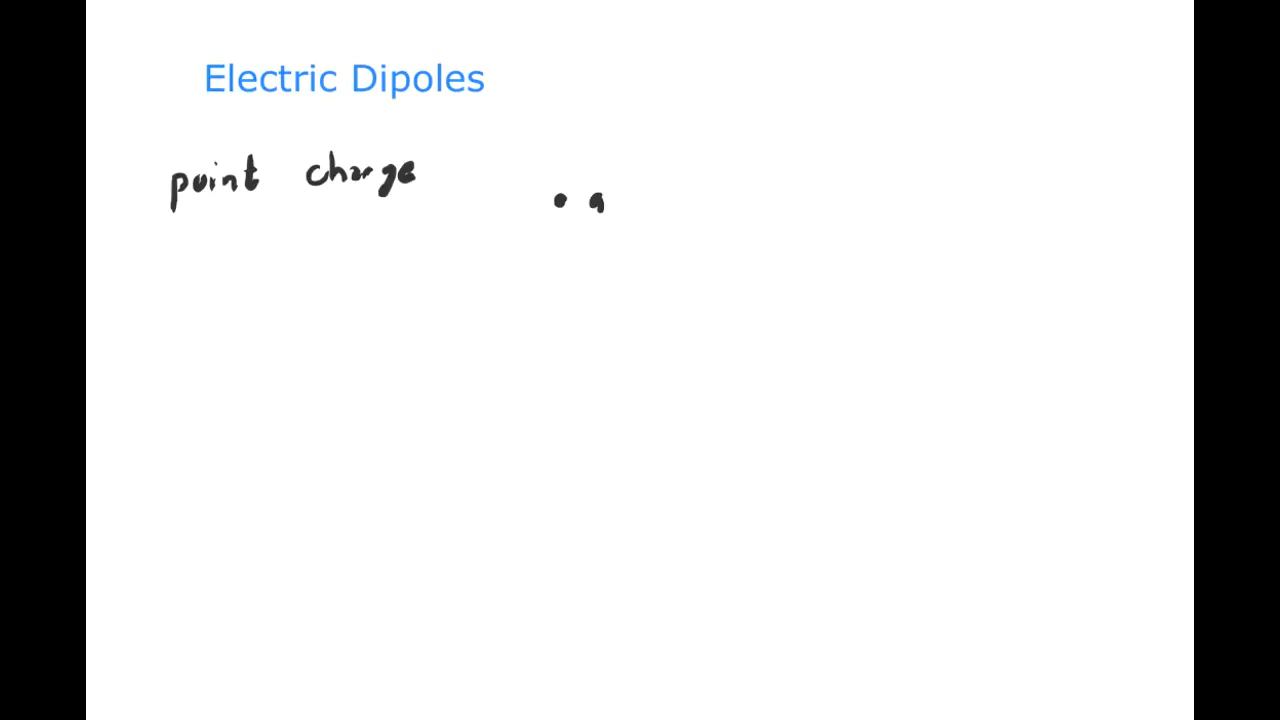 Electric Dipoles
point charge
• q